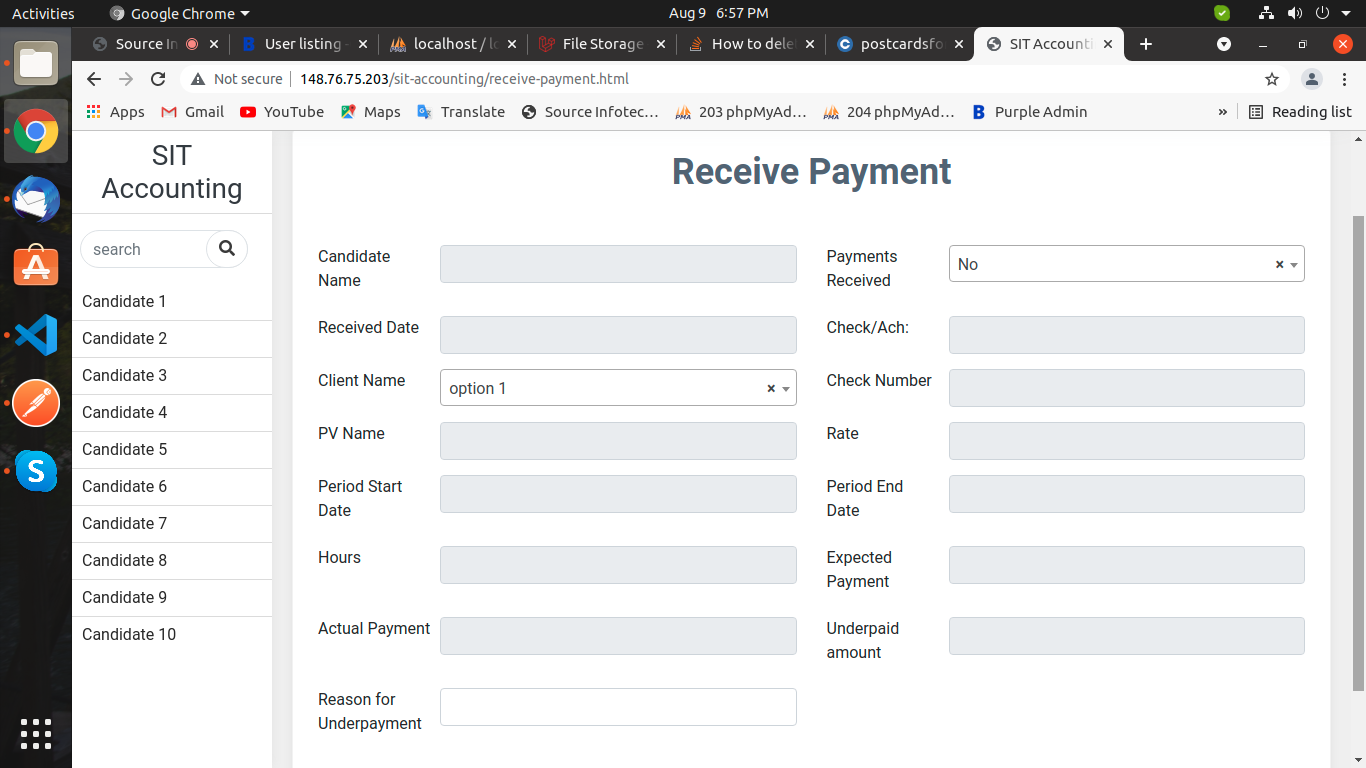 Activities Google Chrome Aug 9 6:57 PM
Source In User listing - localhost / lo File Storage How to dele postcardsfo SIT Accounti
Not secure 148.76.75.203/sit-accounting/receive-payment.html
Apps Gmail YouTube Maps Translate Source Infotec... 203 phpMyAd... 204 phpMyAd... Purple Admin » Reading list
SIT
Accounting
search
Candidate 1
Candidate 2
Candidate 3
Candidate 4
Candidate 5
Candidate 6
Candidate 7
Candidate 8
Candidate 9
Candidate 10
Receive Payment
Candidate
Name
Payments
Received
No ×
Received Date
Check/Ach:
Client Name
option 1 ×
Check Number
PV Name
Rate
Period Start
Date
Period End
Date
Hours
Expected
Payment
Actual Payment
Underpaid
amount
Reason for
Underpayment